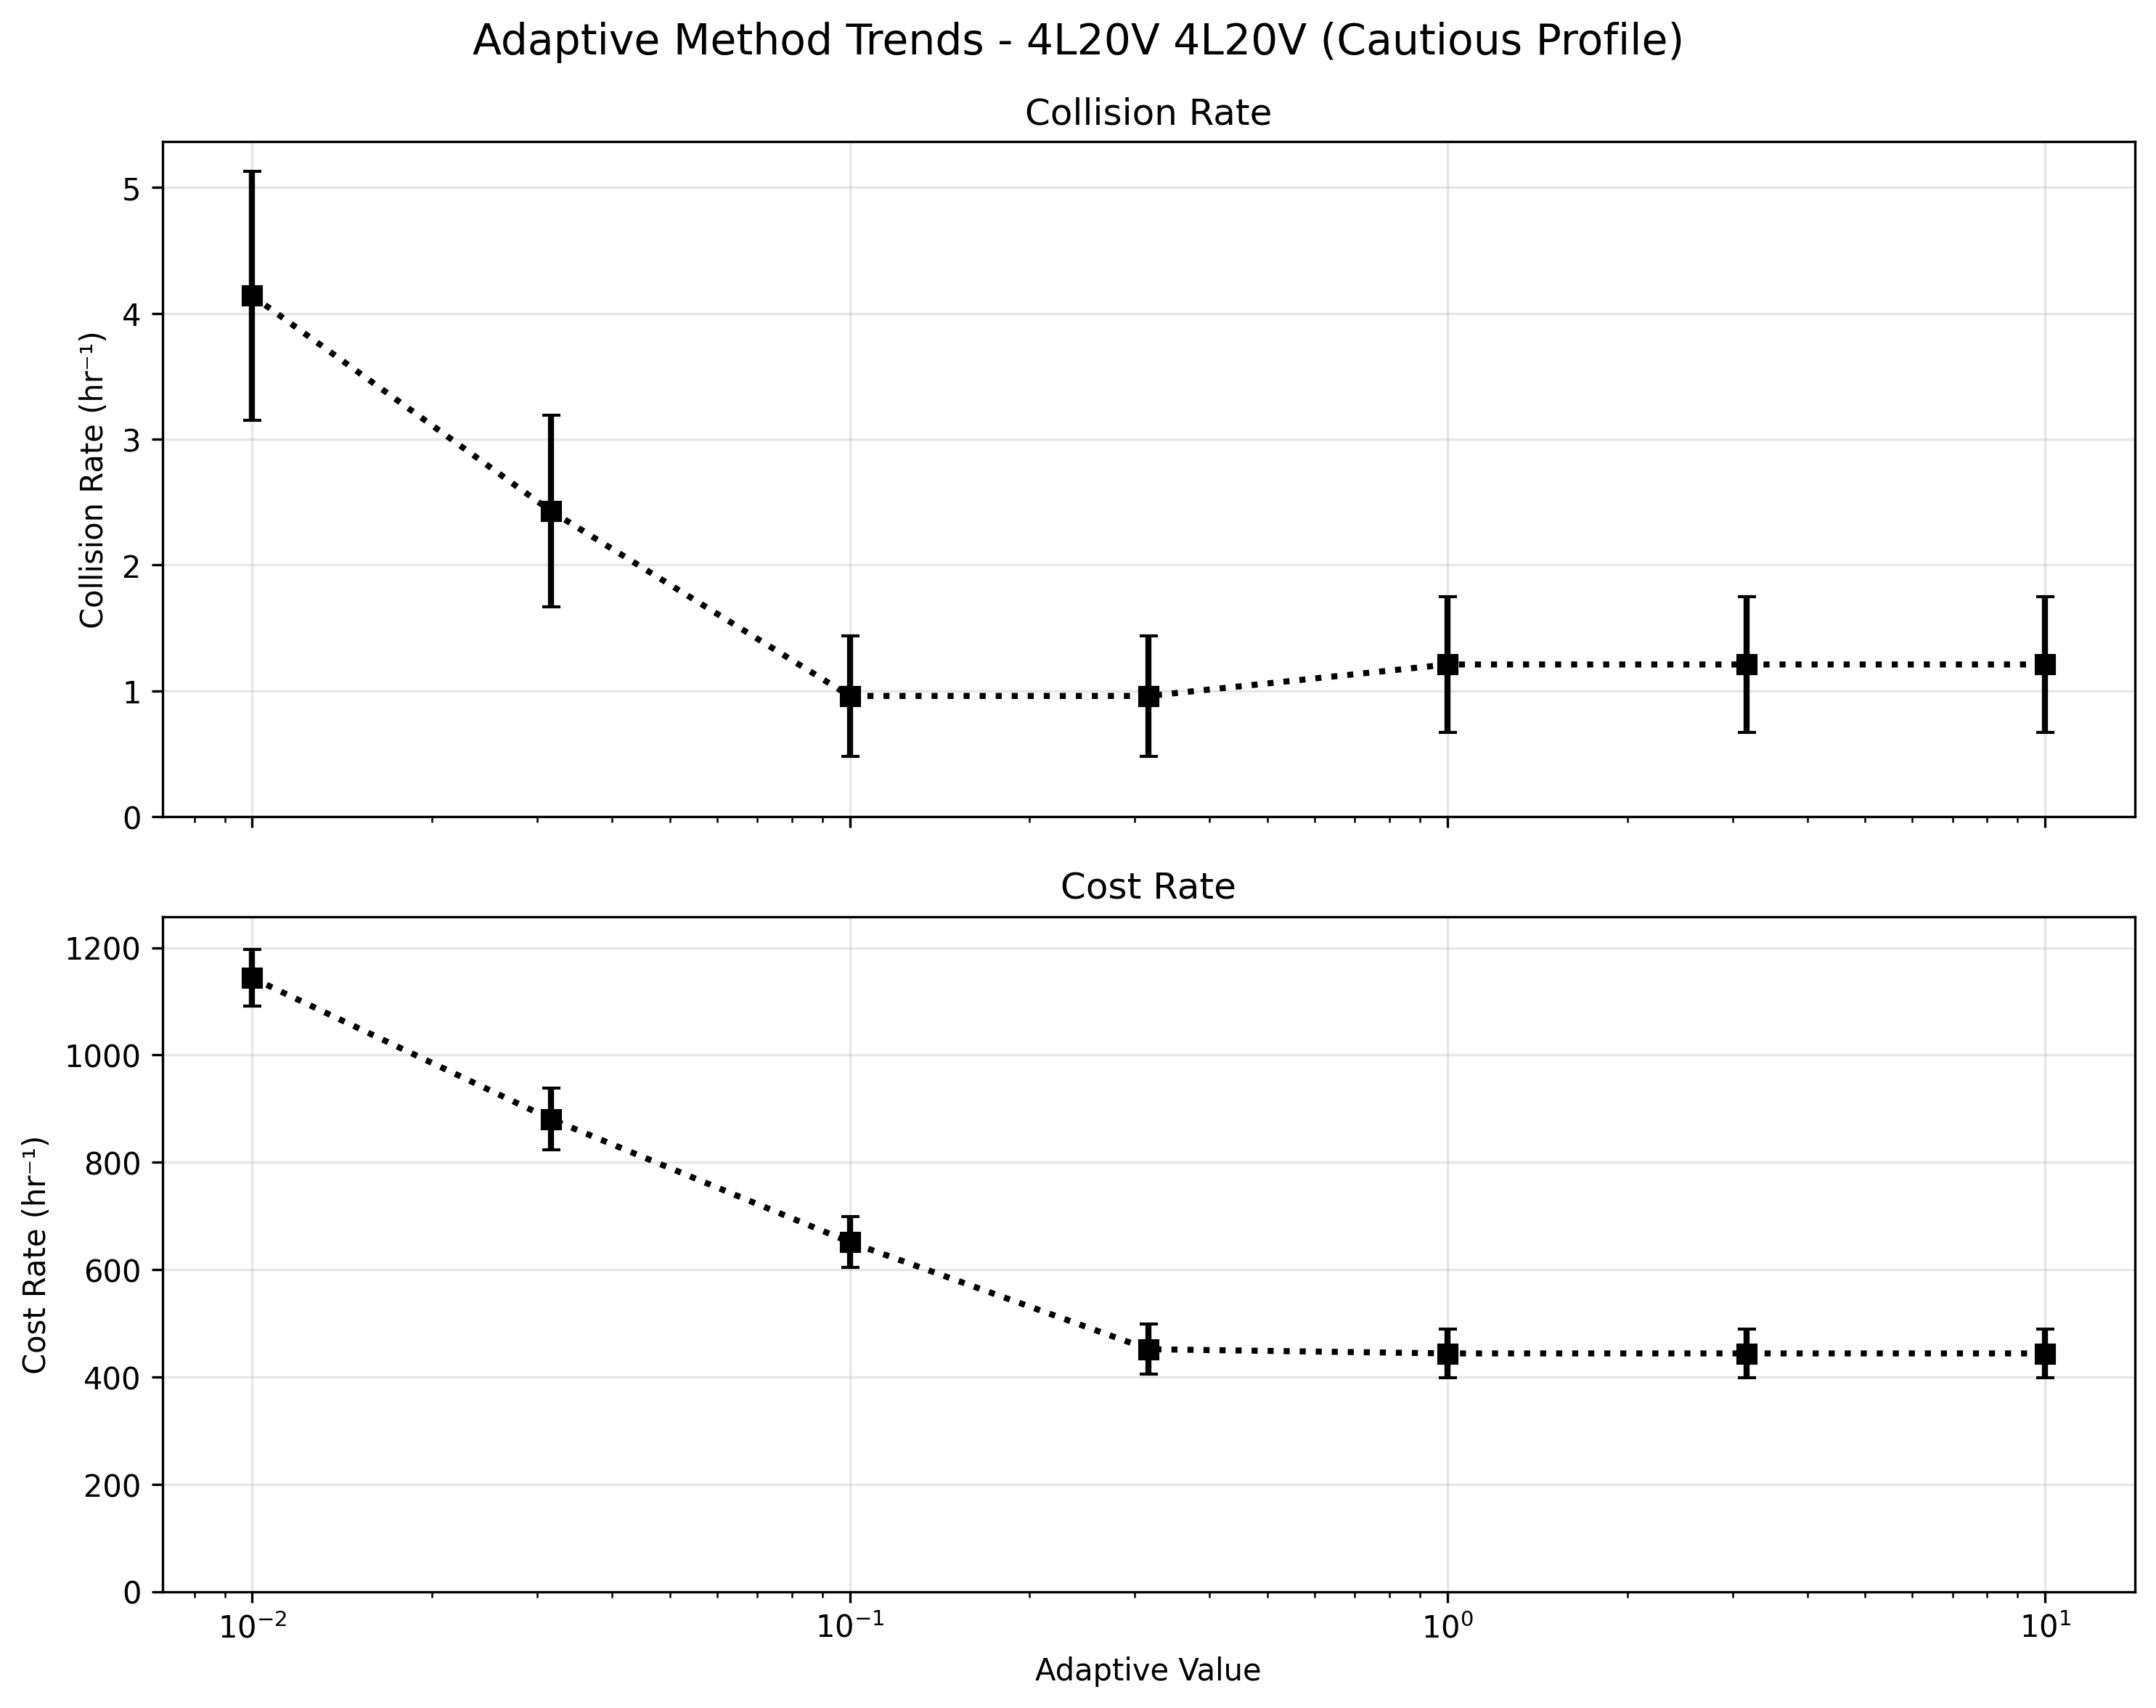 Adaptive Method Trends - 4L20V 4L20V (Cautious Profile)
Collision Rate
Collision Rate (hr⁻¹)
5
4
3
2
1
0
Cost Rate
Cost Rate (hr⁻¹)
1200
1000
800
600
400
200
0
10⁻² 10⁻¹ 10⁰ 10¹
Adaptive Value